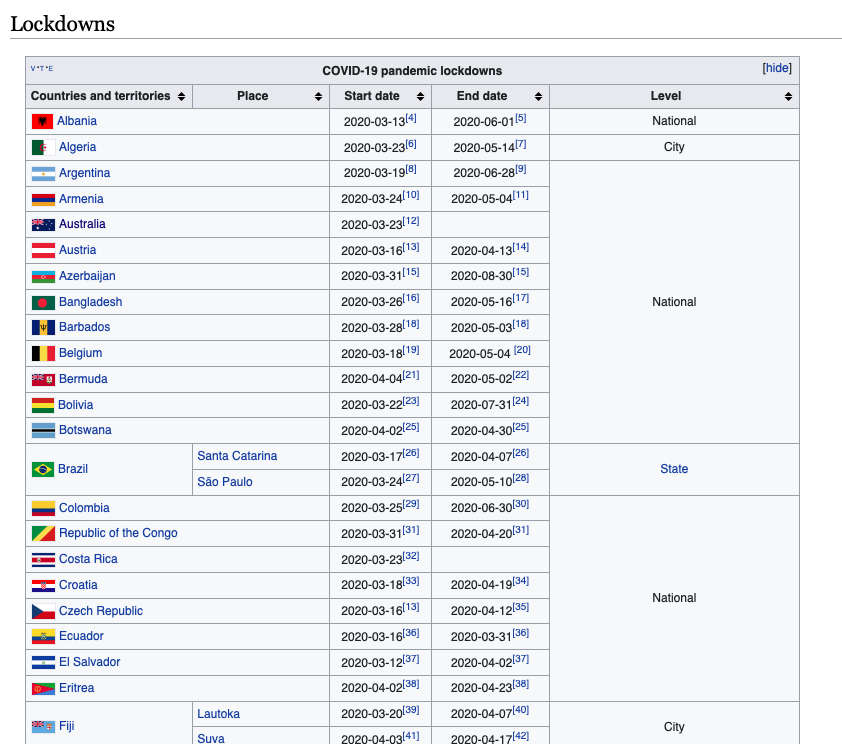 Lockdowns
V·T·E COVID-19 pandemic lockdowns [hide]
Countries and territories Place Start date End date Level
Albania 2020-03-13[4] 2020-06-01[5] National
Algeria 2020-03-23[6] 2020-05-14[7] City
Argentina 2020-03-19[8] 2020-06-28[9]
Armenia 2020-03-24[10] 2020-05-04[11]
Australia 2020-03-23[12]
Austria 2020-03-16[13] 2020-04-13[14]
Azerbaijan 2020-03-31[15] 2020-08-30[15]
Bangladesh 2020-03-26[16] 2020-05-16[17] National
Barbados 2020-03-28[18] 2020-05-03[18]
Belgium 2020-03-18[19] 2020-05-04 [20]
Bermuda 2020-04-04[21] 2020-05-02[22]
Bolivia 2020-03-22[23] 2020-07-31[24]
Botswana 2020-04-02[25] 2020-04-30[25]
Brazil Santa Catarina 2020-03-17[26] 2020-04-07[26] State
São Paulo 2020-03-24[27] 2020-05-10[28]
Colombia 2020-03-25[29] 2020-06-30[30]
Republic of the Congo 2020-03-31[31] 2020-04-20[31]
Costa Rica 2020-03-23[32]
Croatia 2020-03-18[33] 2020-04-19[34] National
Czech Republic 2020-03-16[13] 2020-04-12[35]
Ecuador 2020-03-16[36] 2020-03-31[36]
El Salvador 2020-03-12[37] 2020-04-02[37]
Eritrea 2020-04-02[38] 2020-04-23[38]
Fiji Lautoka 2020-03-20[39] 2020-04-07[40] City
Suva 2020-04-03[41] 2020-04-17[42]